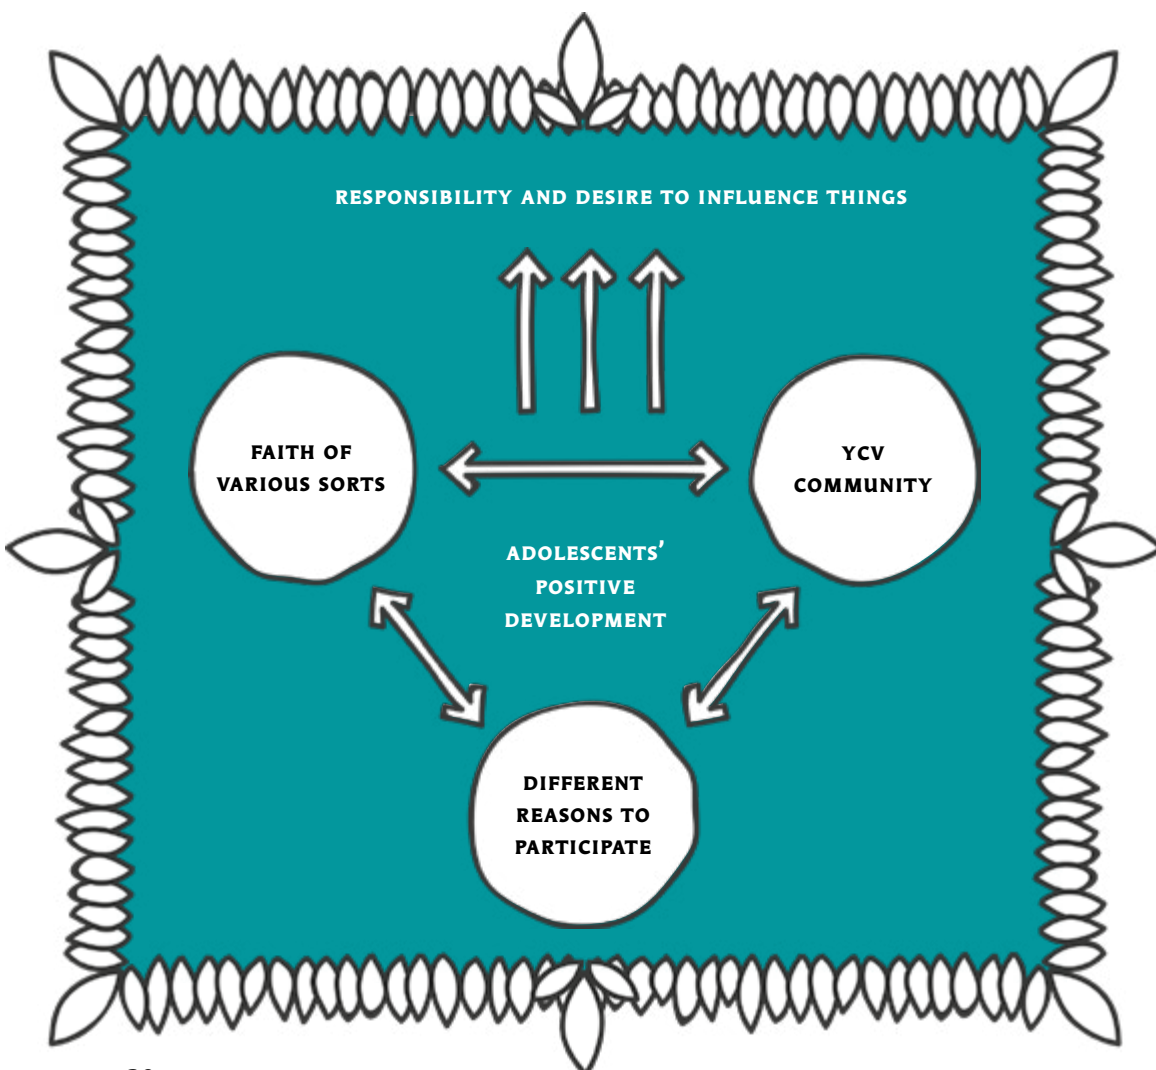 RESPONSIBILITY AND DESIRE TO INFLUENCE THINGS
FAITH OF
VARIOUS SORTS
YCV
COMMUNITY
ADOLESCENTS'
POSITIVE
DEVELOPMENT
DIFFERENT
REASONS TO
PARTICIPATE